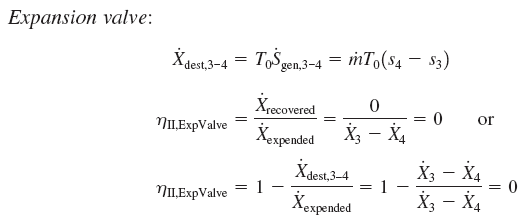 Expansion valve:
Ẋdest,3–4 = T₀Ṡgen,3–4 = ṁT₀(s₄ − s₃)
ηII,ExpValve = Ẋrecovered / Ẋexpended = 0 / (Ẋ₃ − Ẋ₄) = 0 or
ηII,ExpValve = 1 − Ẋdest,3–4 / Ẋexpended = 1 − (Ẋ₃ − Ẋ₄) / (Ẋ₃ − Ẋ₄) = 0